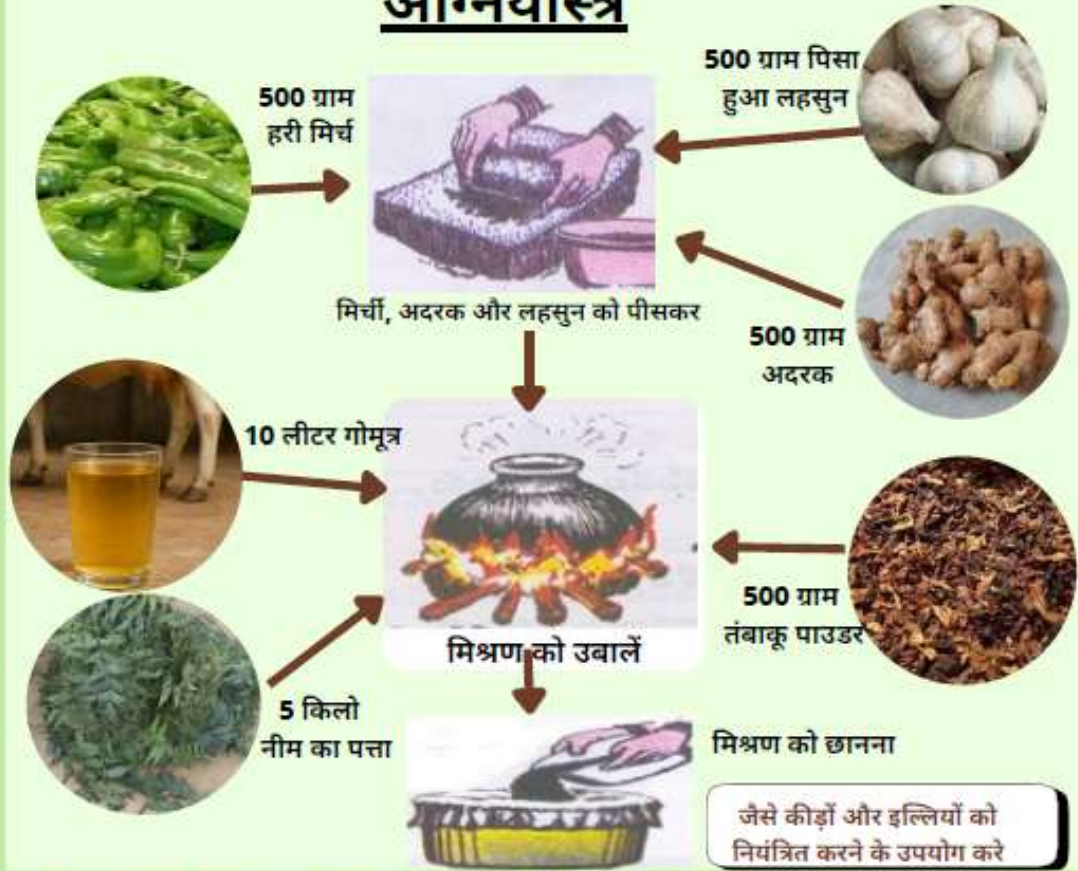 अग्नियास्त्र
500 ग्राम
हरी मिर्च
500 ग्राम पिसा
हुआ लहसुन
मिर्ची, अदरक और लहसुन को पीसकर
500 ग्राम
अदरक
10 लीटर गोमूत्र
500 ग्राम
तंबाकू पाउडर
मिश्रण को उबालें
5 किलो
नीम का पत्ता
मिश्रण को छानना
जैसे कीड़ों और इल्लियों को
नियंत्रित करने के उपयोग करे